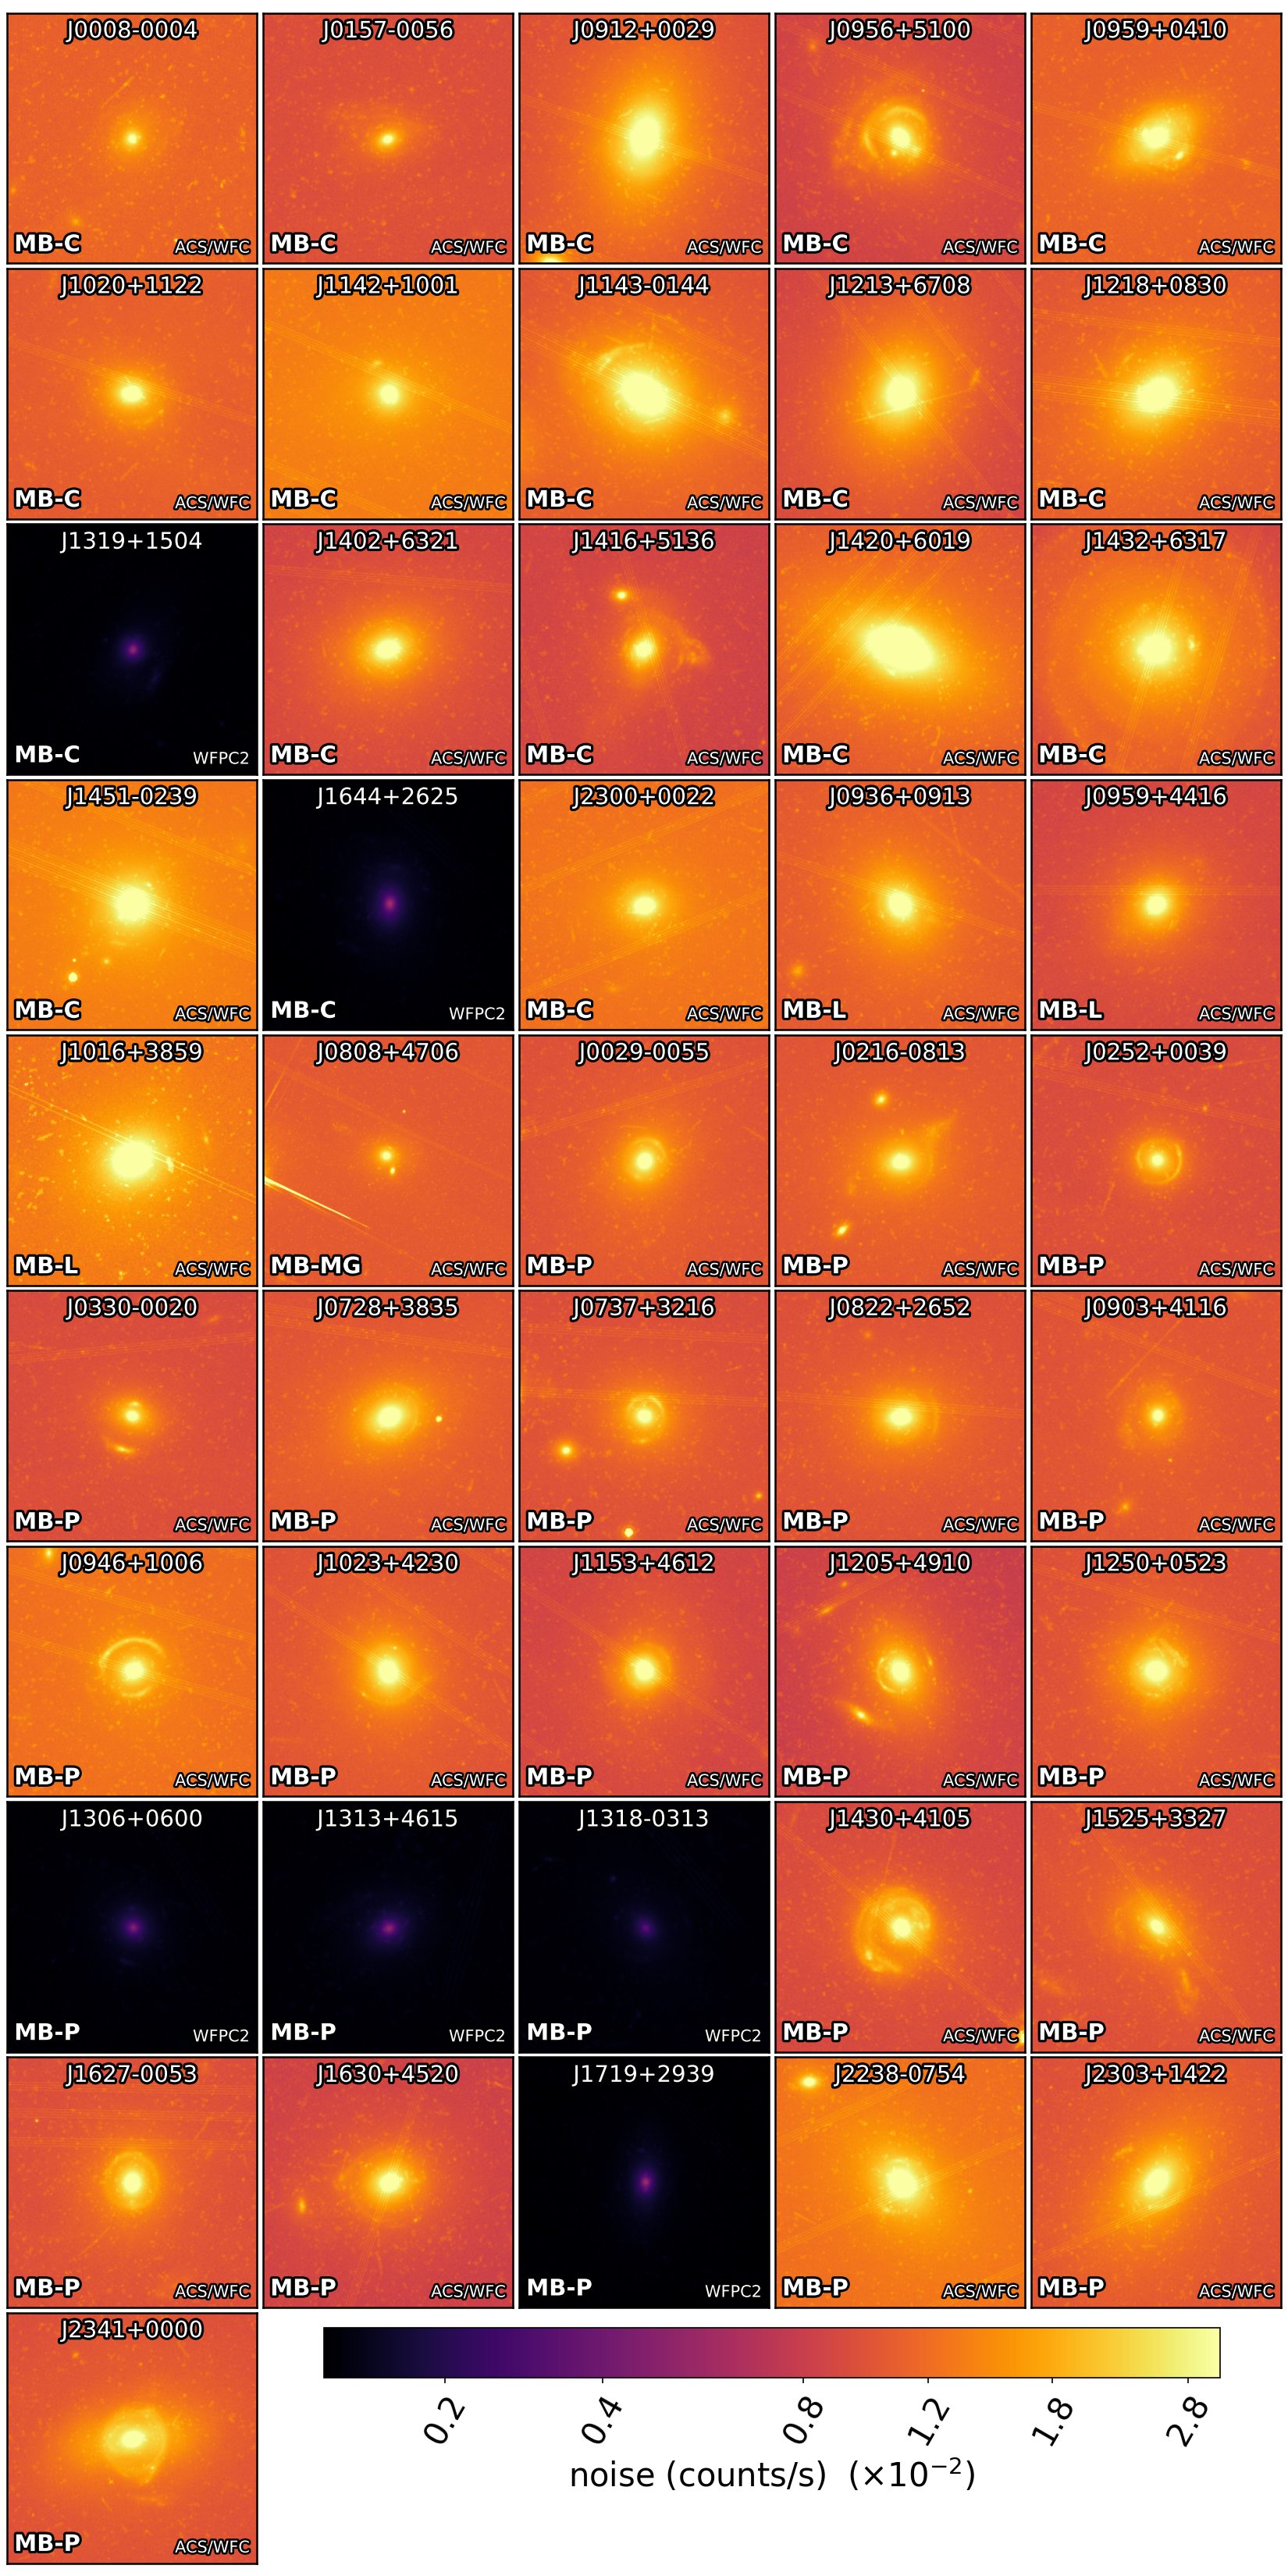 J0008-0004 J0157-0056 J0912+0029 J0956+5100 J0959+0410
MB-C ACS/WFC MB-C ACS/WFC MB-C ACS/WFC MB-C ACS/WFC MB-C ACS/WFC
J1020+1122 J1142+1001 J1143-0144 J1213+6708 J1218+0830
MB-C ACS/WFC MB-C ACS/WFC MB-C ACS/WFC MB-C ACS/WFC MB-C ACS/WFC
J1319+1504 J1402+6321 J1416+5136 J1420+6019 J1432+6317
MB-C WFPC2 MB-C ACS/WFC MB-C ACS/WFC MB-C ACS/WFC MB-C ACS/WFC
J1451-0239 J1644+2625 J2300+0022 J0936+0913 J0959+4416
MB-C ACS/WFC MB-C WFPC2 MB-C ACS/WFC MB-L ACS/WFC MB-L ACS/WFC
J1016+3859 J0808+4706 J0029-0055 J0216-0813 J0252+0039
MB-L ACS/WFC MB-MG ACS/WFC MB-P ACS/WFC MB-P ACS/WFC MB-P ACS/WFC
J0330-0020 J0728+3835 J0737+3216 J0822+2652 J0903+4116
MB-P ACS/WFC MB-P ACS/WFC MB-P ACS/WFC MB-P ACS/WFC MB-P ACS/WFC
J0946+1006 J1023+4230 J1153+4612 J1205+4910 J1250+0523
MB-P ACS/WFC MB-P ACS/WFC MB-P ACS/WFC MB-P ACS/WFC MB-P ACS/WFC
J1306+0600 J1313+4615 J1318-0313 J1430+4105 J1525+3327
MB-P WFPC2 MB-P WFPC2 MB-P WFPC2 MB-P ACS/WFC MB-P ACS/WFC
J1627-0053 J1630+4520 J1719+2939 J2238-0754 J2303+1422
MB-P ACS/WFC MB-P ACS/WFC MB-P WFPC2 MB-P ACS/WFC MB-P ACS/WFC
J2341+0000
MB-P ACS/WFC
0.2 0.4 0.8 1.2 1.8 2.8
noise (counts/s) (×10⁻²)